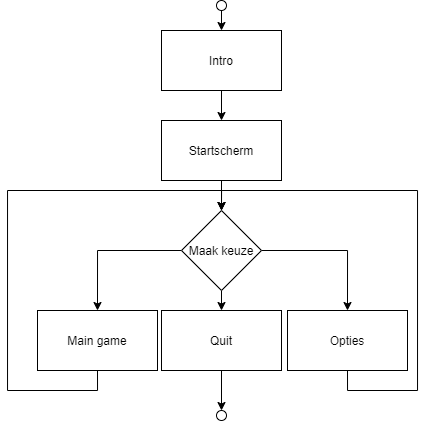 Intro
Startscherm
Maak keuze
Main game
Quit
Opties